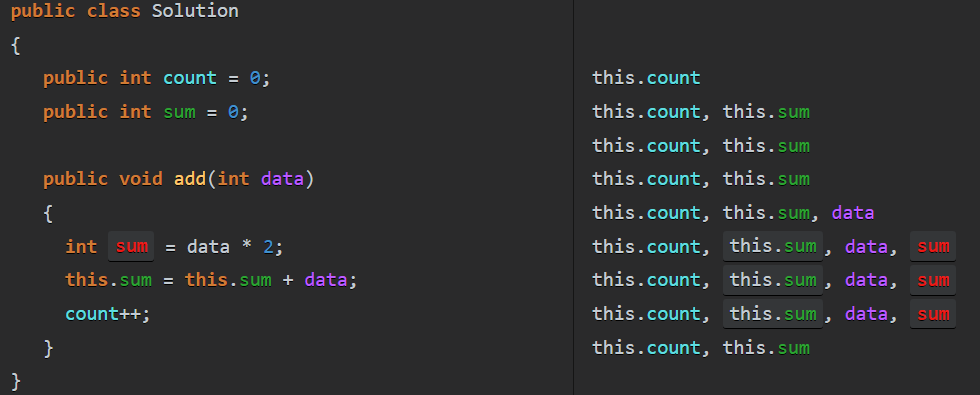 public class Solution
{
public int count = 0; this.count
public int sum = 0; this.count, this.sum
this.count, this.sum
public void add(int data) this.count, this.sum
{ this.count, this.sum, data
int sum = data * 2; this.count, this.sum, data, sum
this.sum = this.sum + data; this.count, this.sum, data, sum
count++; this.count, this.sum, data, sum
} this.count, this.sum
}